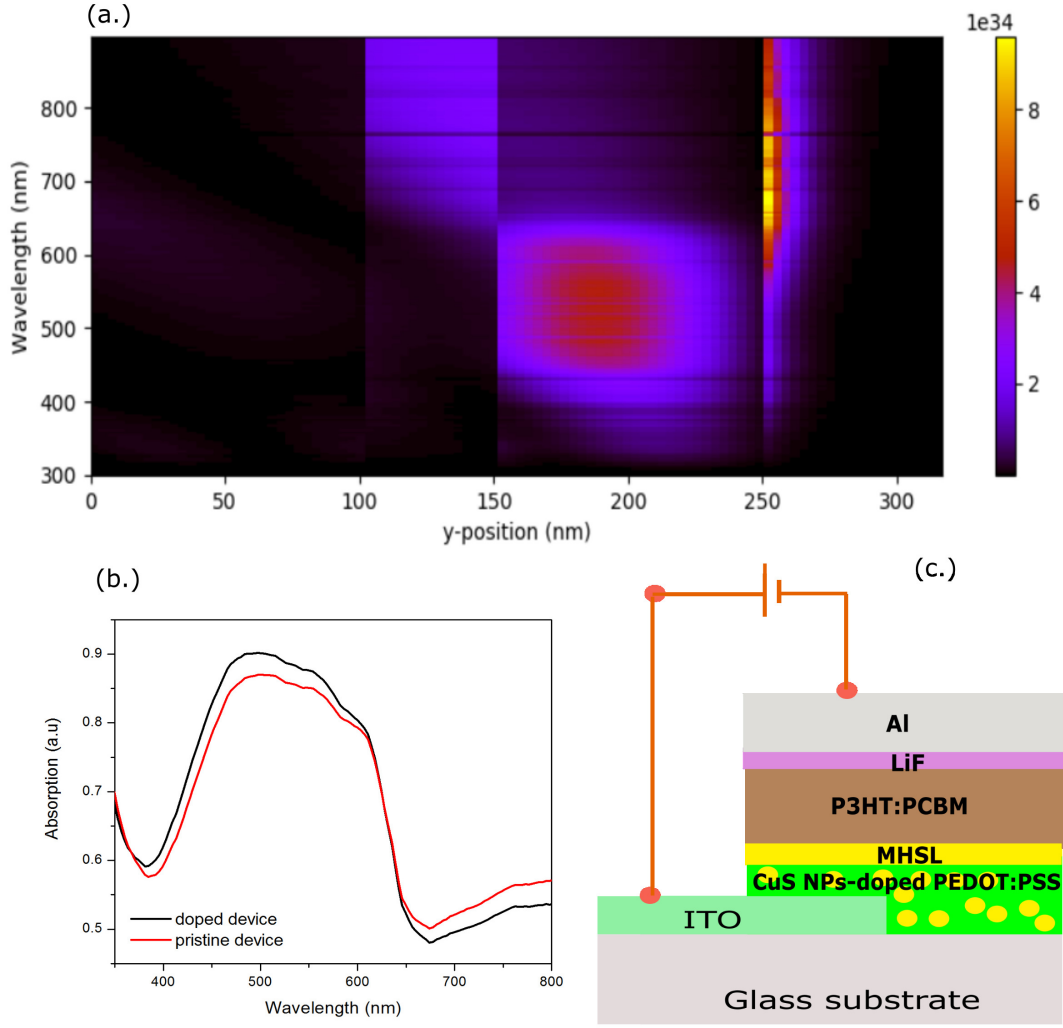 (a.)
1e34
Wavelength (nm)
800
700
600
500
400
300
0
50
100
150
200
250
300
y-position (nm)
8
6
4
2
(b.)
Absorption (a.u)
0.9
0.8
0.7
0.6
0.5
doped device
pristine device
400
500
600
700
800
Wavelength (nm)
(c.)
Al
LiF
P3HT:PCBM
MHSL
CuS NPs-doped PEDOT:PSS
ITO
Glass substrate